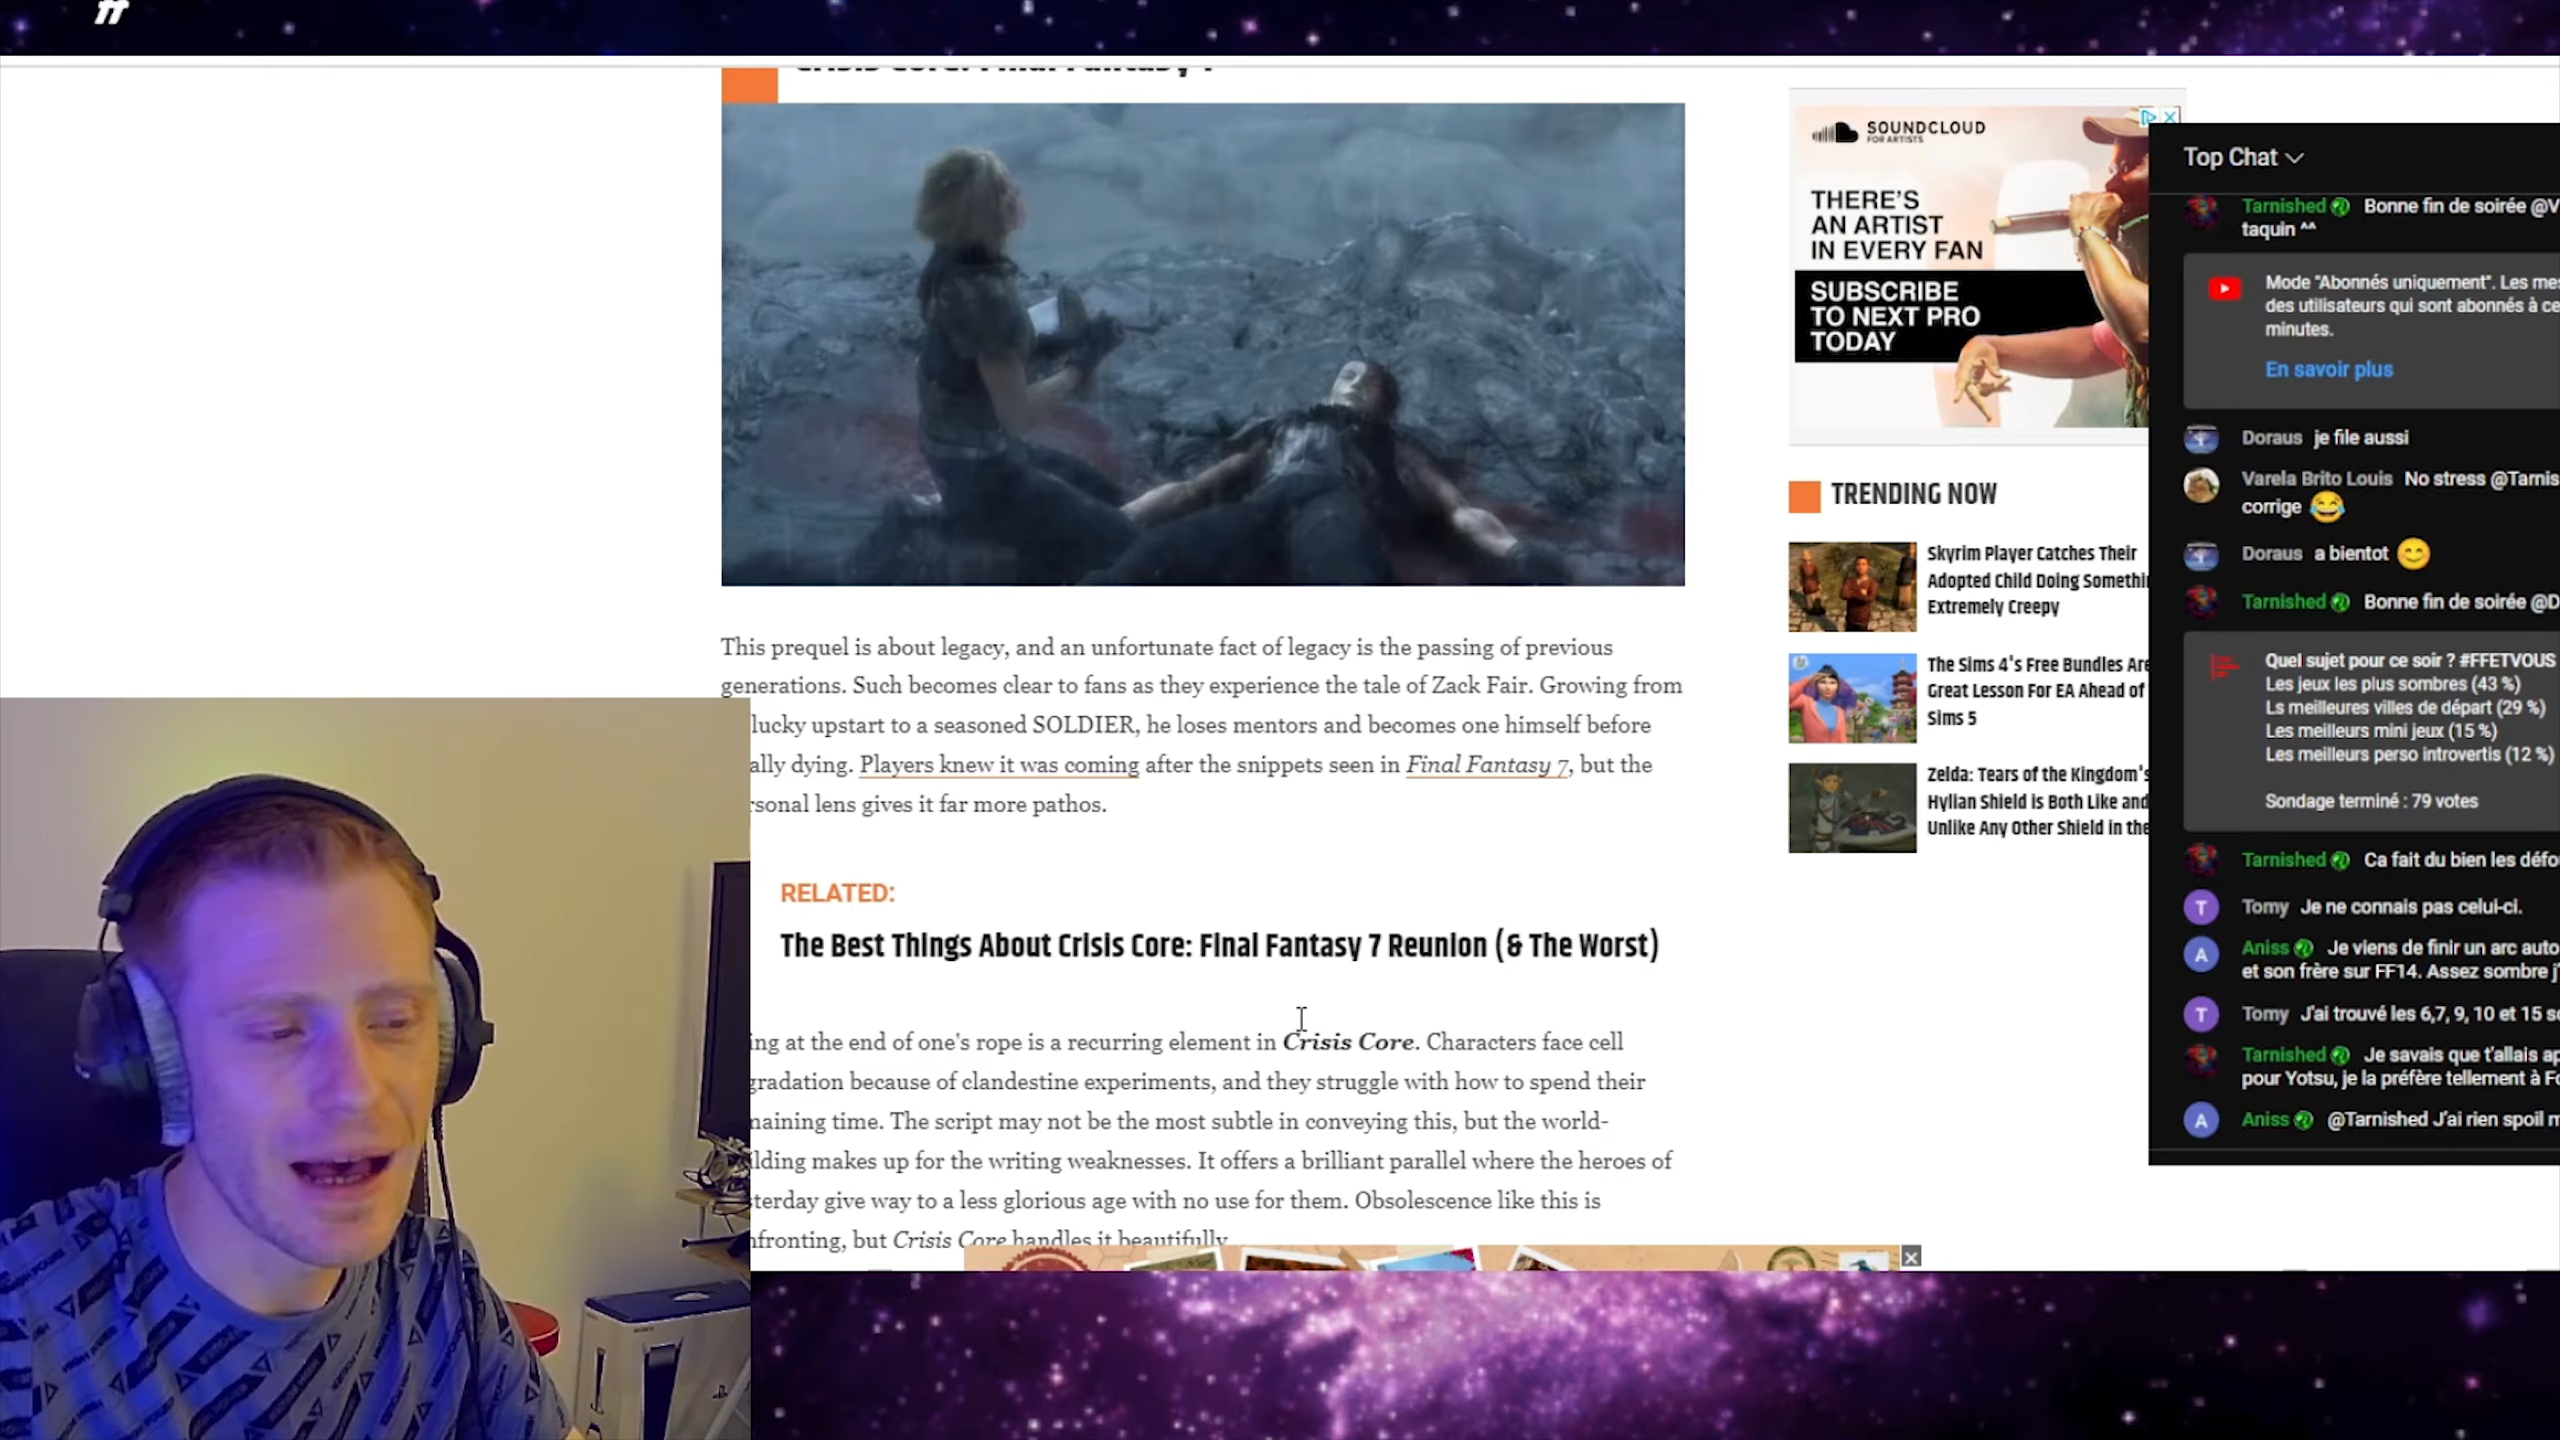 SOUNDCLOUD
FOR ARTISTS
THERE'S
AN ARTIST
IN EVERY FAN
SUBSCRIBE
TO NEXT PRO
TODAY
TRENDING NOW
Skyrim Player Catches Their
Adopted Child Doing
Extremely Creepy
The Sims 4's Free Bundles Are
Great Lesson For EA Ahead of
Sims 5
Zelda: Tears of the Kingdom's
Hylian Shield is Both Like and
Unlike Any Other Shield in the
This prequel is about legacy, and an unfortunate fact of legacy is the passing of previous
generations. Such becomes clear to fans as they experience the tale of Zack Fair. Growing from
lucky upstart to a seasoned SOLDIER, he loses mentors and becomes one himself before
ally dying. Players knew it was coming after the snippets seen in Final Fantasy 7, but the
rsonal lens gives it far more pathos.
RELATED:
The Best Things About Crisis Core: Final Fantasy 7 Reunion (& The Worst)
ing at the end of one's rope is a recurring element in Crisis Core. Characters face cell
gradation because of clandestine experiments, and they struggle with how to spend their
naining time. The script may not be the most subtle in conveying this, but the world-
lding makes up for the writing weaknesses. It offers a brilliant parallel where the heroes of
sterday give way to a less glorious age with no use for them. Obsolescence like this is
nfronting, but Crisis Core handles it beautifully
Top Chat
Tarnished Bonne fin de soirée @V
taquin ^^
Mode "Abonnés uniquement". Les mes
des utilisateurs qui sont abonnés à ce
minutes.
En savoir plus
Doraus je file aussi
Varela Brito Louis No stress @Tarnis
corrige 😂
Doraus a bientot 😊
Tarnished Bonne fin de soirée @D
Quel sujet pour ce soir ? #FFETVOUS
Les jeux les plus sombres (43 %)
Ls meilleures villes de départ (29 %)
Les meilleurs mini jeux (15 %)
Les meilleurs perso introvertis (12 %)
Sondage terminé : 79 votes
Tarnished Ca fait du bien les défo
T Tomy Je ne connais pas celui-ci.
A Aniss Je viens de finir un arc auto
et son frère sur FF14. Assez sombre j'
T Tomy J'ai trouvé les 6,7, 9, 10 et 15 so
Tarnished Je savais que t'allais ap
pour Yotsu, je la préfère tellement à Fo
A Aniss @Tarnished J'ai rien spoil m